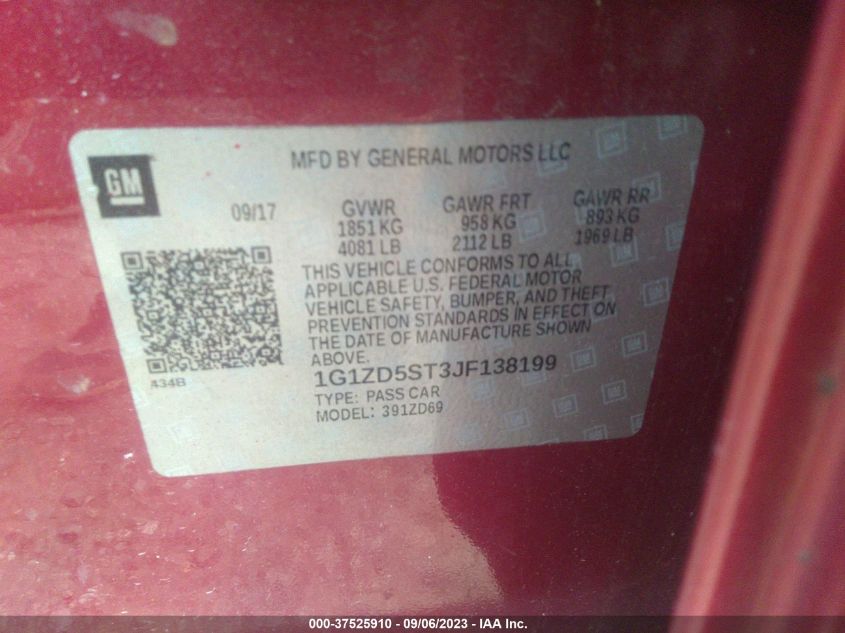 GM
MFD BY GENERAL MOTORS LLC
09/17
GVWR GAWR FRT GAWR RR
1851 KG 958 KG 893 KG
4081 LB 2112 LB 1969 LB
THIS VEHICLE CONFORMS TO ALL
APPLICABLE U.S. FEDERAL MOTOR
VEHICLE SAFETY, BUMPER, AND THEFT
PREVENTION STANDARDS IN EFFECT ON
THE DATE OF MANUFACTURE SHOWN
ABOVE.
434B
1G1ZD5ST3JF138199
TYPE: PASS CAR
MODEL: 391ZD69
000-37525910 - 09/06/2023 - IAA Inc.